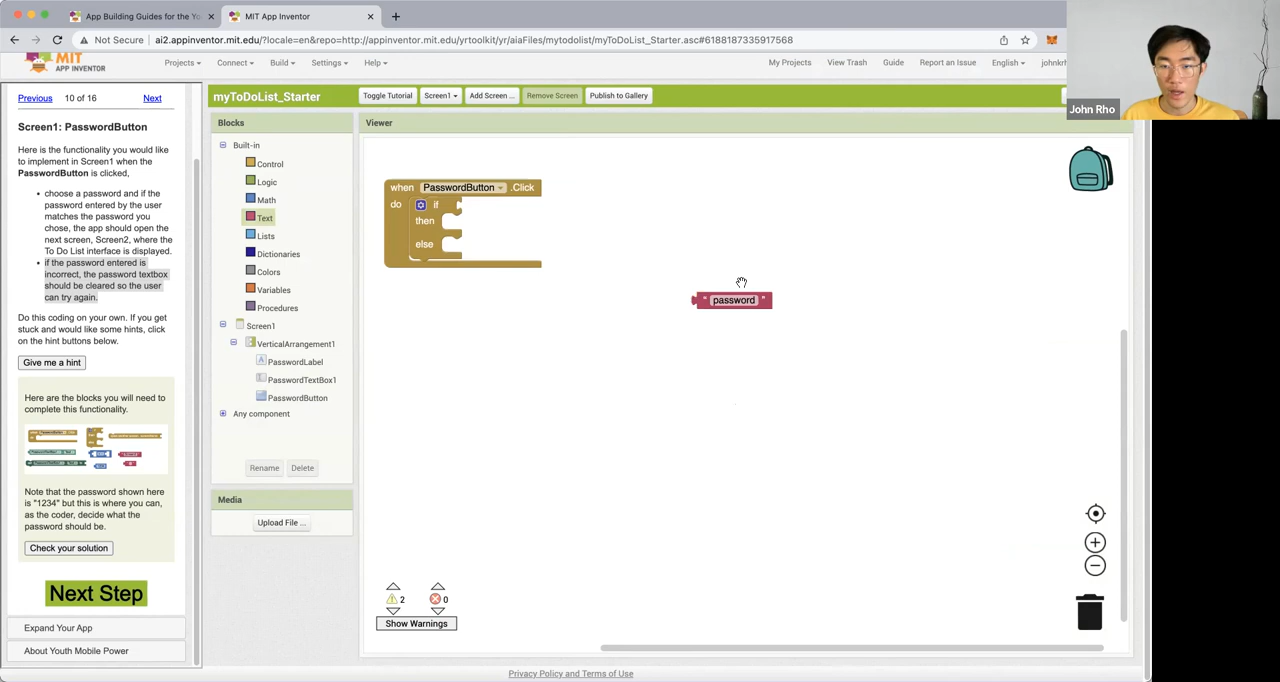 App Building Guides for the Yo
MIT App Inventor
Not Secure
ai2.appinventor.mit.edu/?locale=en&repo=http://appinventor.mit.edu/yrtoolkit/yr/aiaFiles/mytodolist/myToDoList_Starter.asc#6188187335917568
MIT
APP INVENTOR
Projects
Connect
Build
Settings
Help
My Projects
View Trash
Guide
Report an Issue
English
johnkrh
John Rho
Previous
10 of 16
Next
Screen1: PasswordButton
Here is the functionality you would like
to implement in Screen1 when the
PasswordButton is clicked,
• choose a password and if the
password entered by the user
matches the password you
chose, the app should open the
next screen, Screen2, where the
To Do List interface is displayed.
• if the password entered is
incorrect, the password textbox
should be cleared so the user
can try again.
Do this coding on your own. If you get
stuck and would like some hints, click
on the hint buttons below.
Give me a hint
Here are the blocks you will need to
complete this functionality.
Note that the password shown here
is "1234" but this is where you can,
as the coder, decide what the
password should be.
Check your solution
Next Step
Expand Your App
About Youth Mobile Power
myToDoList_Starter
Toggle Tutorial
Screen1
Add Screen ...
Remove Screen
Publish to Gallery
Blocks
Built-in
Control
Logic
Math
Text
Lists
Dictionaries
Colors
Variables
Procedures
Screen1
VerticalArrangement1
PasswordLabel
PasswordTextBox1
PasswordButton
Any component
Rename
Delete
Media
Upload File ...
Viewer
when PasswordButton .Click
do if
then
else
" password "
2
0
Show Warnings
Privacy Policy and Terms of Use